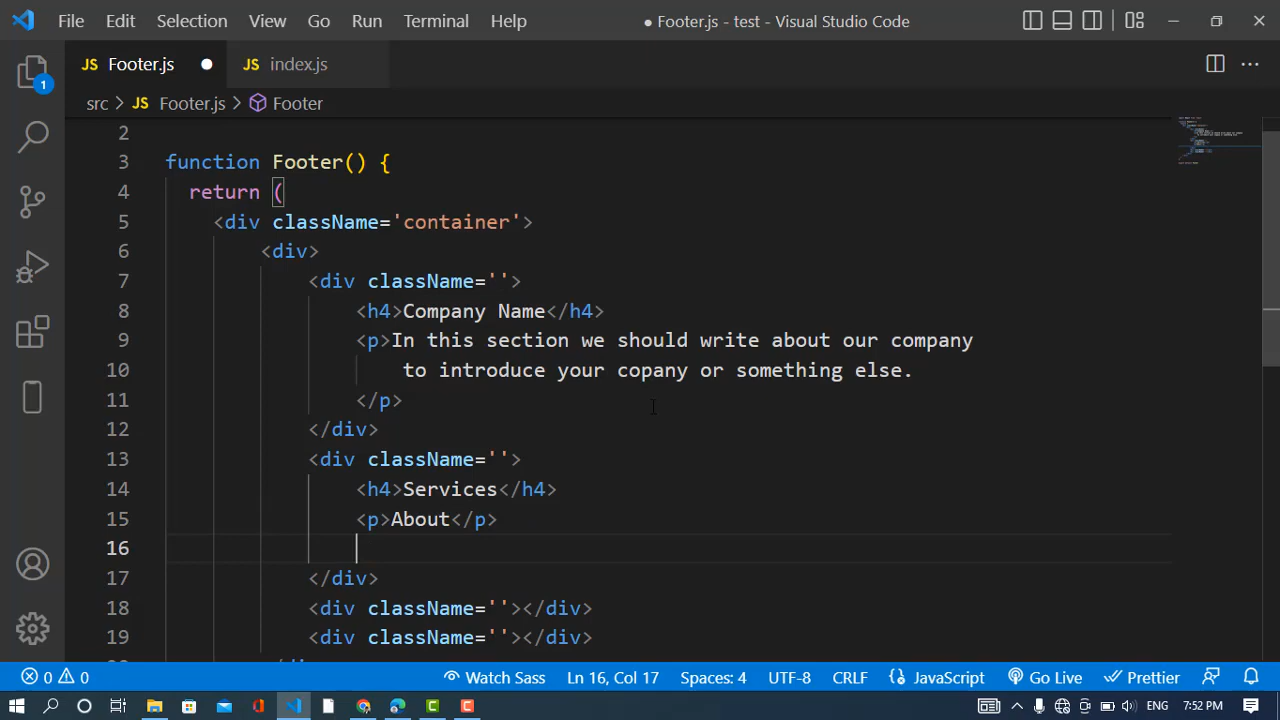 File Edit Selection View Go Run Terminal Help ● Footer.js - test - Visual Studio Code
JS Footer.js ● JS index.js
1
src > JS Footer.js > Footer
2
3 function Footer() {
4 return (
5 <div className='container'>
6 <div>
7 <div className=''>
8 <h4>Company Name</h4>
9 <p>In this section we should write about our company
10 to introduce your copany or something else.
11 </p>
12 </div>
13 <div className=''>
14 <h4>Services</h4>
15 <p>About</p>
16
17 </div>
18 <div className=''></div>
19 <div className=''></div>
0 0 Watch Sass Ln 16, Col 17 Spaces: 4 UTF-8 CRLF JavaScript Go Live Prettier
ENG 7:52 PM